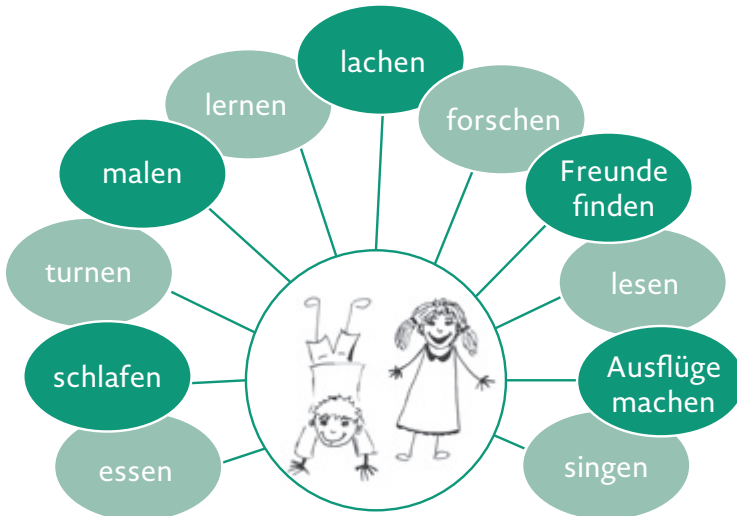 lachen
lernen
forschen
malen
Freunde
finden
turnen
lesen
schlafen
Ausflüge
machen
essen
singen